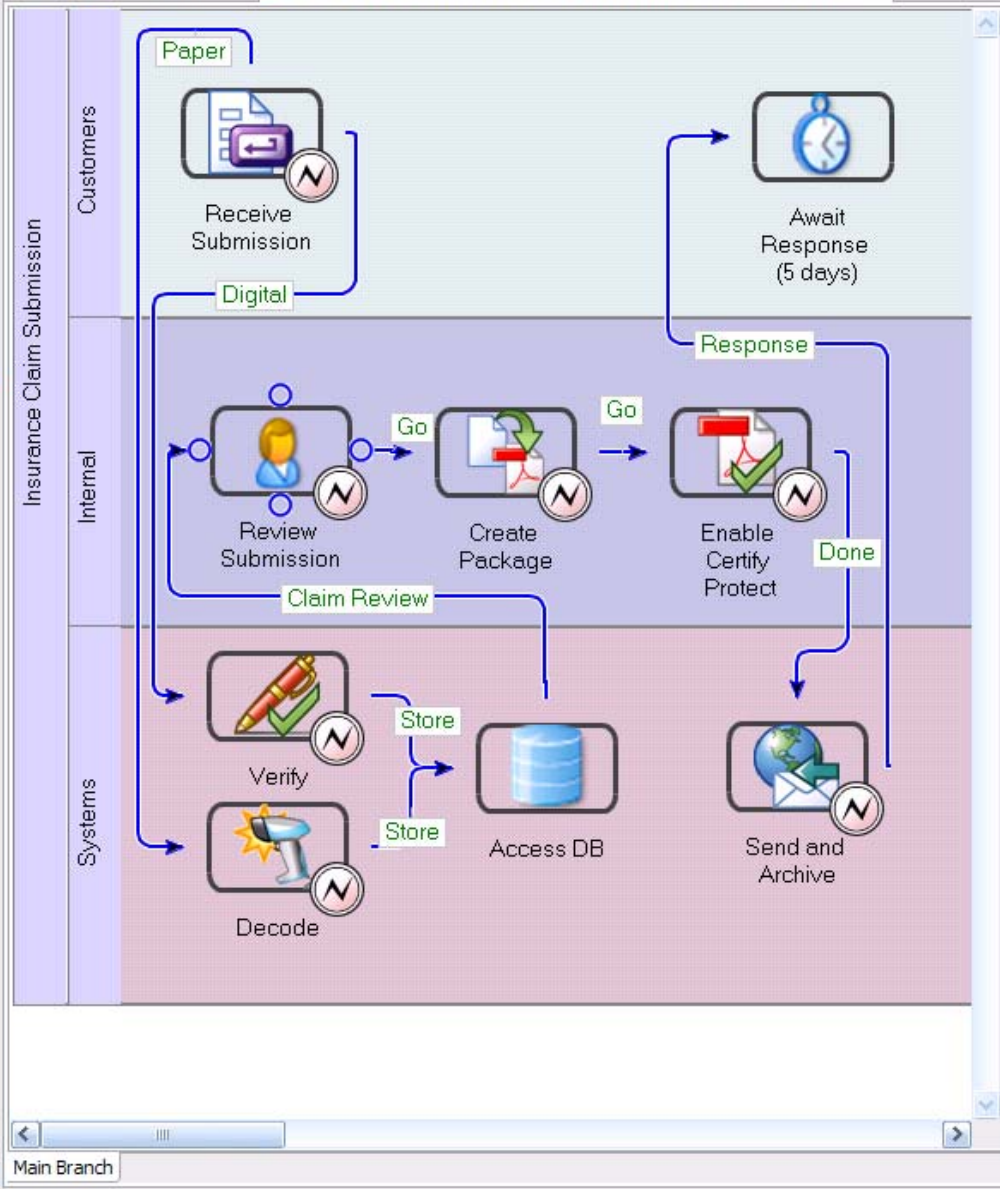 Insurance Claim Submission
Customers
Paper
Receive
Submission
Await
Response
(5 days)
Digital
Internal
Response
Go
Go
Review
Submission
Create
Package
Enable
Certify
Protect
Done
Claim Review
Systems
Store
Verify
Store
Access DB
Send and
Archive
Decode
Main Branch